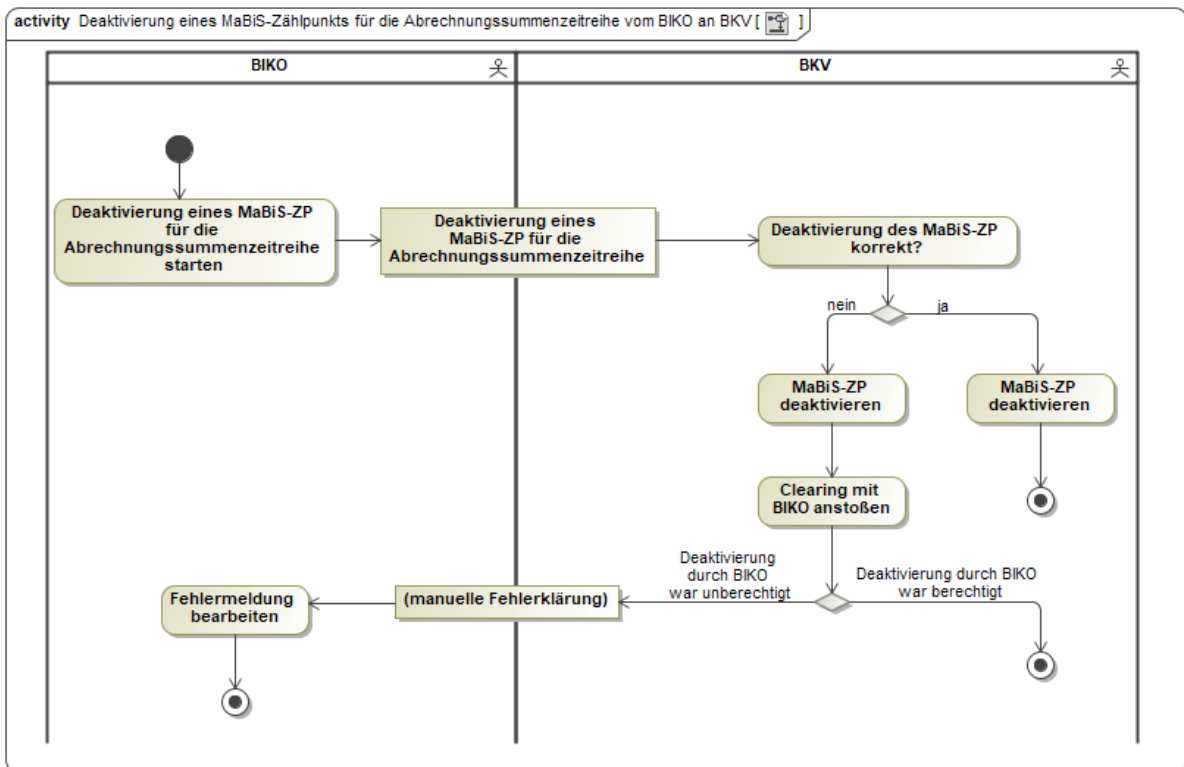 activity Deaktivierung eines MaBiS-Zählpunkts für die Abrechnungssummenzeitreihe vom BIKO an BKV [ ]
BIKO
BKV
Deaktivierung eines MaBiS-ZP
für die
Abrechnungssummenzeitreihe
starten
Deaktivierung eines
MaBiS-ZP für die
Abrechnungssummenzeitreihe
Deaktivierung des MaBiS-ZP
korrekt?
nein
ja
MaBiS-ZP
deaktivieren
MaBiS-ZP
deaktivieren
Clearing mit
BIKO anstoßen
Deaktivierung
durch BIKO
war unberechtigt
Deaktivierung durch BIKO
war berechtigt
(manuelle Fehlerklärung)
Fehlermeldung
bearbeiten